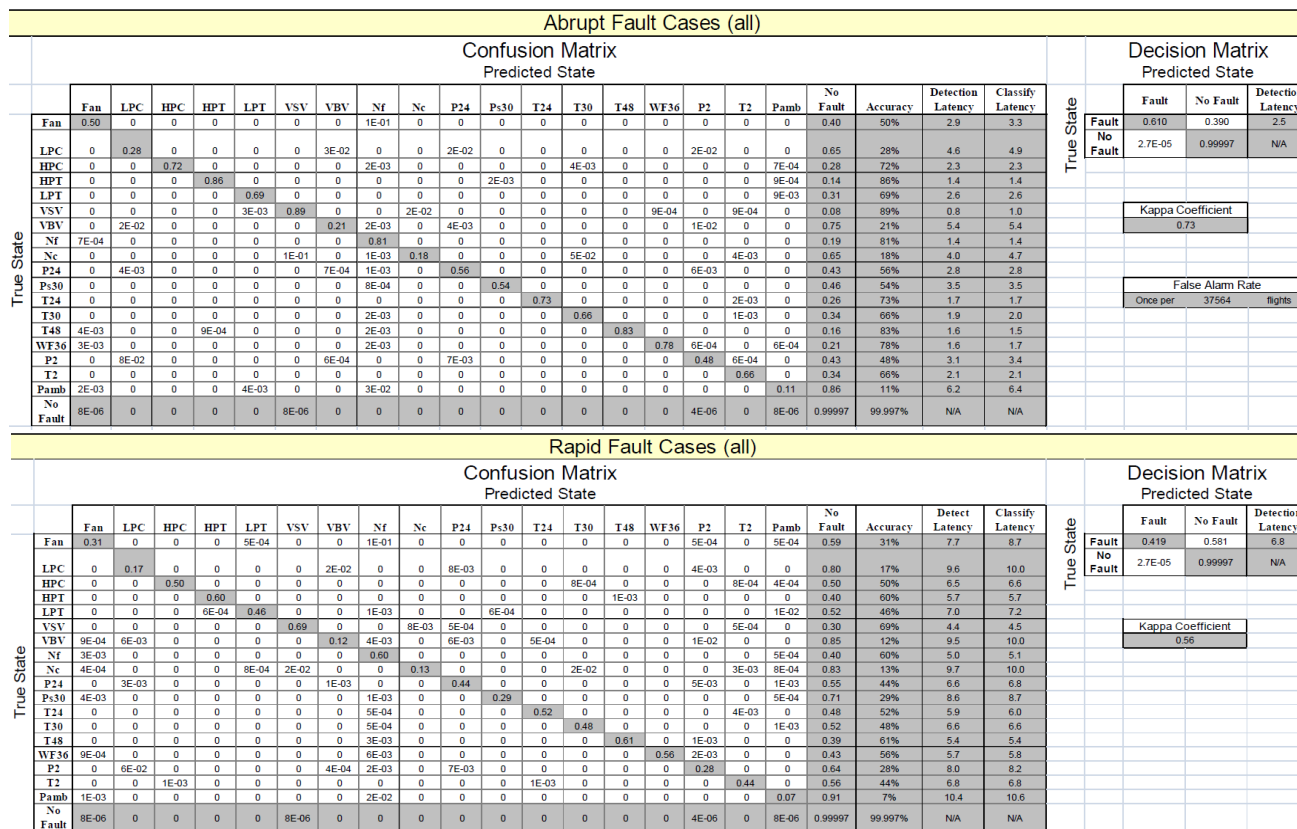 Abrupt Fault Cases (all)
Confusion Matrix
Predicted State
Fan LPC HPC HPT LPT VSV VBV Nf Nc P24 Ps30 T24 T30 T48 WF36 P2 T2 Pamb No Fault Accuracy Detection Latency Classify Latency
Fan 0.50 0 0 0 0 0 0 1E-01 0 0 0 0 0 0 0 0 0 0 0.40 50% 2.9 3.3
LPC 0 0.28 0 0 0 0 3E-02 0 0 2E-02 0 0 0 0 0 2E-02 0 0 0.65 28% 4.6 4.9
HPC 0 0 0.72 0 0 0 0 2E-03 0 0 0 0 4E-03 0 0 0 0 7E-04 0.28 72% 2.3 2.3
HPT 0 0 0 0.86 0 0 0 0 0 0 2E-03 0 0 0 0 0 0 9E-04 0.14 86% 1.4 1.4
LPT 0 0 0 0 0.69 0 0 0 0 0 0 0 0 0 0 0 0 9E-03 0.31 69% 2.6 2.6
VSV 0 0 0 0 3E-03 0.89 0 0 2E-02 0 0 0 0 0 9E-04 0 9E-04 0 0.08 89% 0.8 1.0
VBV 0 2E-02 0 0 0 0 0.21 2E-03 0 4E-03 0 0 0 0 0 1E-02 0 0 0.75 21% 5.4 5.4
Nf 7E-04 0 0 0 0 0 0 0.81 0 0 0 0 0 0 0 0 0 0 0.19 81% 1.4 1.4
Nc 0 0 0 0 0 1E-01 0 1E-03 0.18 0 0 0 5E-02 0 0 0 4E-03 0 0.65 18% 4.0 4.7
P24 0 4E-03 0 0 0 0 7E-04 1E-03 0 0.56 0 0 0 0 0 6E-03 0 0 0.43 56% 2.8 2.8
Ps30 0 0 0 0 0 0 0 8E-04 0 0 0.54 0 0 0 0 0 0 0 0.46 54% 3.5 3.5
T24 0 0 0 0 0 0 0 0 0 0 0 0.73 0 0 0 0 2E-03 0 0.26 73% 1.7 1.7
T30 0 0 0 0 0 0 0 2E-03 0 0 0 0 0.66 0 0 0 1E-03 0 0.34 66% 1.9 2.0
T48 4E-03 0 0 9E-04 0 0 0 2E-03 0 0 0 0 0 0.83 0 0 0 0 0.16 83% 1.6 1.5
WF36 3E-03 0 0 0 0 0 0 2E-03 0 0 0 0 0 0 0.78 6E-04 0 6E-04 0.21 78% 1.6 1.7
P2 0 8E-02 0 0 0 0 6E-04 0 0 7E-03 0 0 0 0 0 0.48 6E-04 0 0.43 48% 3.1 3.4
T2 0 0 0 0 0 0 0 0 0 0 0 0 0 0 0 0 0.66 0 0.34 66% 2.1 2.1
Pamb 2E-03 0 0 0 4E-03 0 0 3E-02 0 0 0 0 0 0 0 0 0 0.11 0.86 11% 6.2 6.4
No Fault 8E-06 0 0 0 0 8E-06 0 0 0 0 0 0 0 0 0 4E-06 0 8E-06 0.99997 99.997% N/A N/A
True State
True State
Decision Matrix
Predicted State
Fault No Fault Detection Latency
Fault 0.610 0.390 2.5
No Fault 2.7E-05 0.99997 N/A
Kappa Coefficient
0.73
False Alarm Rate
Once per 37564 flights
Rapid Fault Cases (all)
Confusion Matrix
Predicted State
Fan LPC HPC HPT LPT VSV VBV Nf Nc P24 Ps30 T24 T30 T48 WF36 P2 T2 Pamb No Fault Accuracy Detect Latency Classify Latency
Fan 0.31 0 0 0 5E-04 0 0 1E-01 0 0 0 0 0 0 0 5E-04 0 5E-04 0.59 31% 7.7 8.7
LPC 0 0.17 0 0 0 0 2E-02 0 0 8E-03 0 0 0 0 0 4E-03 0 0 0.80 17% 9.6 10.0
HPC 0 0 0.50 0 0 0 0 0 0 0 0 0 8E-04 0 0 0 8E-04 4E-04 0.50 50% 6.5 6.6
HPT 0 0 0 0.60 0 0 0 0 0 0 0 0 0 1E-03 0 0 0 0 0.40 60% 5.7 5.7
LPT 0 0 0 6E-04 0.46 0 0 1E-03 0 0 6E-04 0 0 0 0 0 0 1E-02 0.52 46% 7.0 7.2
VSV 0 0 0 0 0 0.69 0 0 8E-03 5E-04 0 0 0 0 0 0 5E-04 0 0.30 69% 4.4 4.5
VBV 9E-04 6E-03 0 0 0 0 0.12 4E-03 0 6E-03 0 5E-04 0 0 0 1E-02 0 0 0.85 12% 9.5 10.0
Nf 3E-03 0 0 0 0 0 0 0.60 0 0 0 0 0 0 0 0 0 5E-04 0.40 60% 5.0 5.1
Nc 4E-04 0 0 0 8E-04 2E-02 0 0 0.13 0 0 0 2E-02 0 0 0 3E-03 8E-04 0.83 13% 9.7 10.0
P24 0 3E-03 0 0 0 0 1E-03 0 0 0.44 0 0 0 0 0 5E-03 0 1E-03 0.55 44% 6.6 6.8
Ps30 4E-03 0 0 0 0 0 0 1E-03 0 0 0.29 0 0 0 0 0 0 5E-04 0.71 29% 8.6 8.7
T24 0 0 0 0 0 0 0 5E-04 0 0 0 0.52 0 0 0 0 4E-03 0 0.48 52% 5.9 6.0
T30 0 0 0 0 0 0 0 5E-04 0 0 0 0 0.48 0 0 0 0 1E-03 0.52 48% 6.6 6.6
T48 0 0 0 0 0 0 0 3E-03 0 0 0 0 0 0.61 0 1E-03 0 0 0.39 61% 5.4 5.4
WF36 9E-04 0 0 0 0 0 0 6E-03 0 0 0 0 0 0 0.56 2E-03 0 0 0.43 56% 5.7 5.8
P2 0 6E-02 0 0 0 0 4E-04 2E-03 0 7E-03 0 0 0 0 0 0.28 0 0 0.64 28% 8.0 8.2
T2 0 0 1E-03 0 0 0 0 0 0 0 0 1E-03 0 0 0 0 0.44 0 0.56 44% 6.8 6.8
Pamb 1E-03 0 0 0 0 0 0 2E-02 0 0 0 0 0 0 0 0 0 0.07 0.91 7% 10.4 10.6
No Fault 8E-06 0 0 0 0 8E-06 0 0 0 0 0 0 0 0 0 4E-06 0 8E-06 0.99997 99.997% N/A N/A
True State
True State
Decision Matrix
Predicted State
Fault No Fault Detection Latency
Fault 0.419 0.581 6.8
No Fault 2.7E-05 0.99997 N/A
Kappa Coefficient
0.56